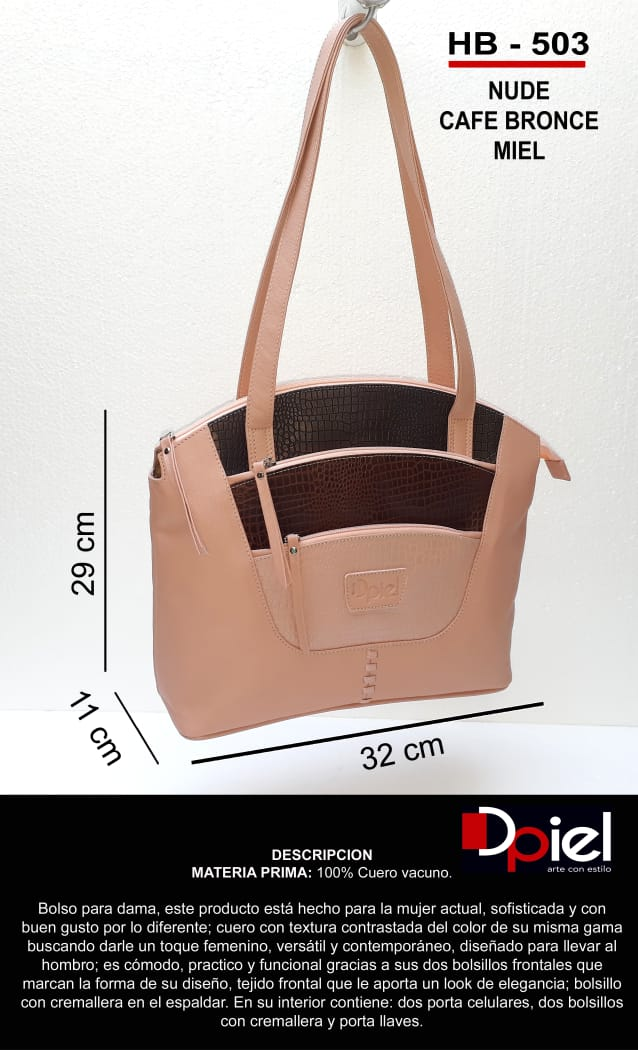 HB - 503
NUDE
CAFE BRONCE
MIEL
29 cm
11 cm
32 cm
Dpiel
Dpiel
arte con estilo
DESCRIPCION
MATERIA PRIMA: 100% Cuero vacuno.
Bolso para dama, este producto está hecho para la mujer actual, sofisticada y con
buen gusto por lo diferente; cuero con textura contrastada del color de su misma gama
buscando darle un toque femenino, versátil y contemporáneo, diseñado para llevar al
hombro; es cómodo, practico y funcional gracias a sus dos bolsillos frontales que
marcan la forma de su diseño, tejido frontal que le aporta un look de elegancia; bolsillo
con cremallera en el espaldar. En su interior contiene: dos porta celulares, dos bolsillos
con cremallera y porta llaves.